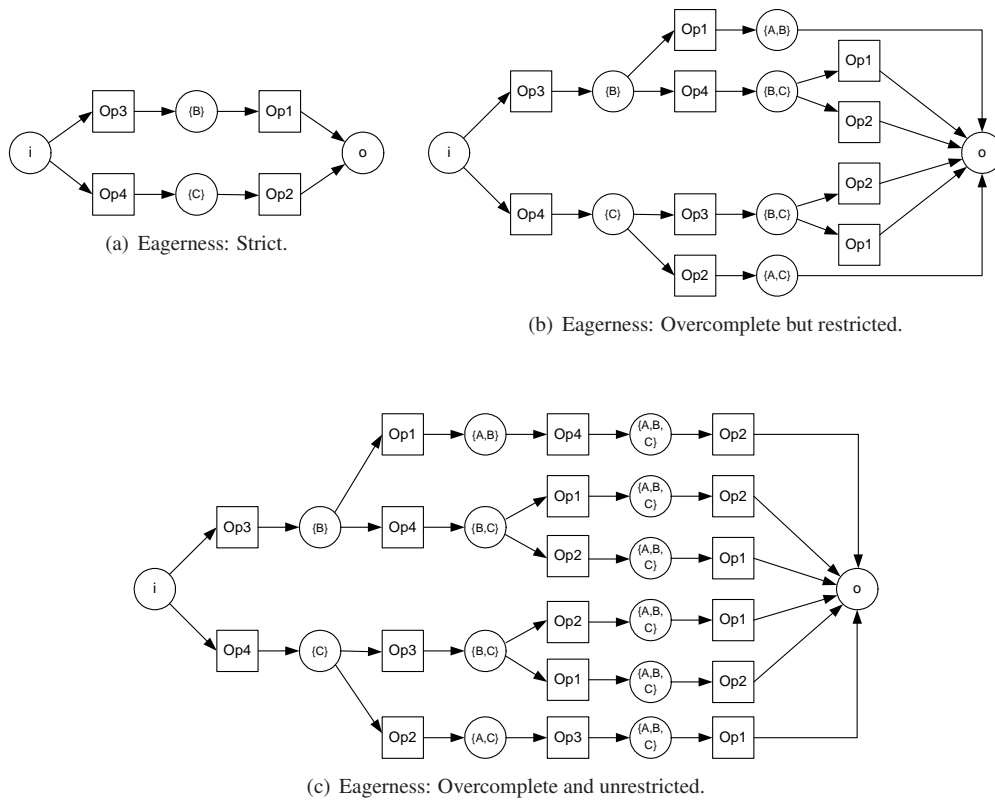 i
Op3
{B}
Op1
Op4
{C}
Op2
o
(a) Eagerness: Strict.
Op1
{A,B}
Op3
{B}
Op4
{B,C}
Op1
Op2
i
o
Op4
{C}
Op3
{B,C}
Op2
Op1
Op2
{A,C}
(b) Eagerness: Overcomplete but restricted.
Op1
{A,B}
Op4
{A,B,
C}
Op2
Op3
{B}
Op4
{B,C}
Op1
{A,B,
C}
Op2
Op2
{A,B,
C}
Op1
i
o
Op4
{C}
Op3
{B,C}
Op2
{A,B,
C}
Op1
Op1
{A,B,
C}
Op2
Op2
{A,C}
Op3
{A,B,
C}
Op1
(c) Eagerness: Overcomplete and unrestricted.